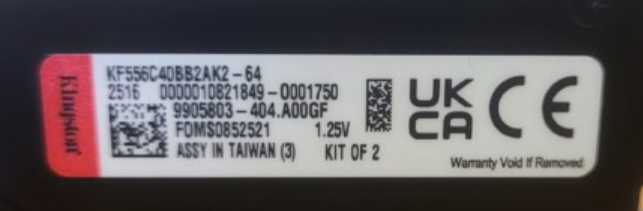 Kingston
KF556C40BB2AK2-64
2516 0000010821849-0001750
9905803-404.A00GF
FOMS0852521 1.25V
ASSY IN TAIWAN (3) KIT OF 2
UK
CA
CE
Warranty Void If Removed